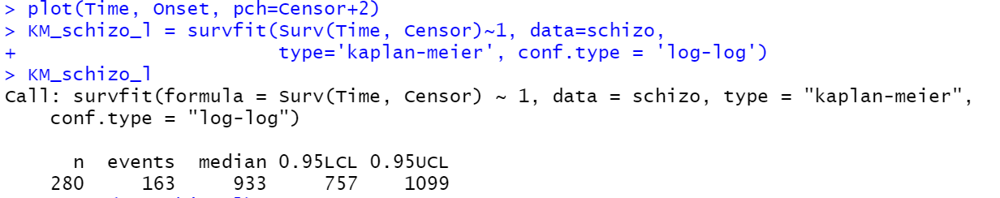 > plot(Time, Onset, pch=Censor+2)
> KM_schizo_l = survfit(Surv(Time, Censor)~1, data=schizo,
+                       type='kaplan-meier', conf.type = 'log-log')
> KM_schizo_l
Call: survfit(formula = Surv(Time, Censor) ~ 1, data = schizo, type = "kaplan-meier",
    conf.type = "log-log")
     n  events  median 0.95LCL 0.95UCL
   280     163     933     757    1099